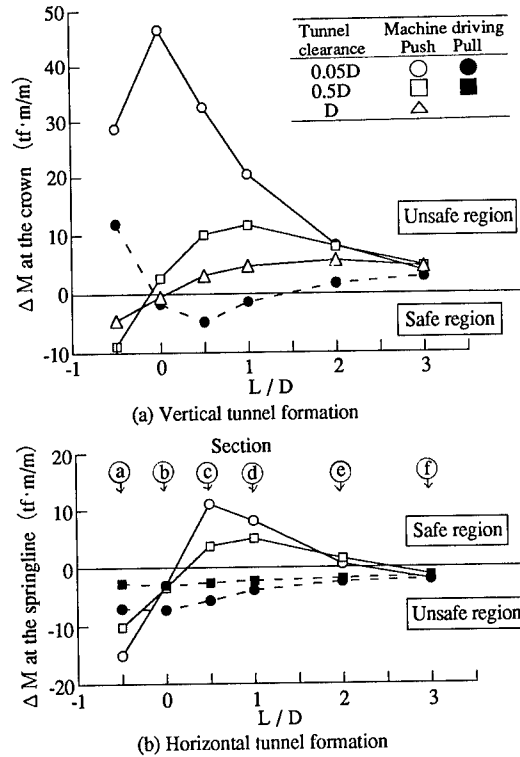 Tunnel clearance Machine driving
Push Pull
0.05D
0.5D
D
Δ M at the crown (tf·m/m)
50
40
30
20
10
0
-10
Unsafe region
Safe region
-1 0 1 2 3
L / D
(a) Vertical tunnel formation
Section
a b c d e f
Δ M at the springline (tf·m/m)
20
10
0
-10
-20
Safe region
Unsafe region
-1 0 1 2 3
L / D
(b) Horizontal tunnel formation